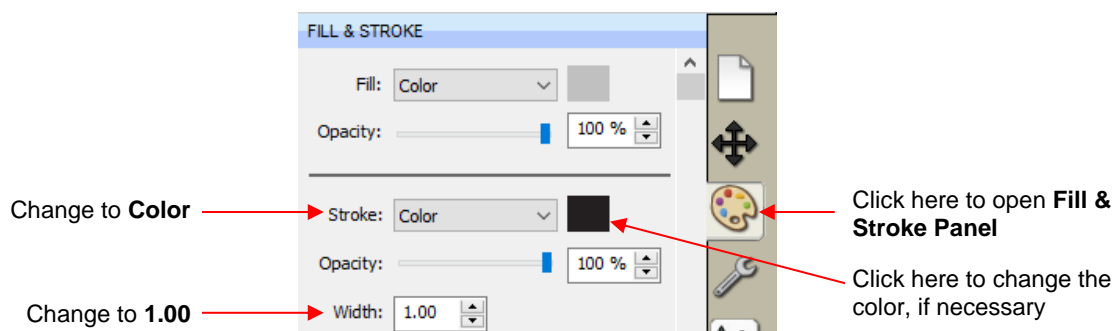 FILL & STROKE
Fill: Color
Opacity: 100 %
Change to Color
Stroke: Color
Click here to open Fill &
Stroke Panel
Opacity: 100 %
Click here to change the
color, if necessary
Change to 1.00
Width: 1.00